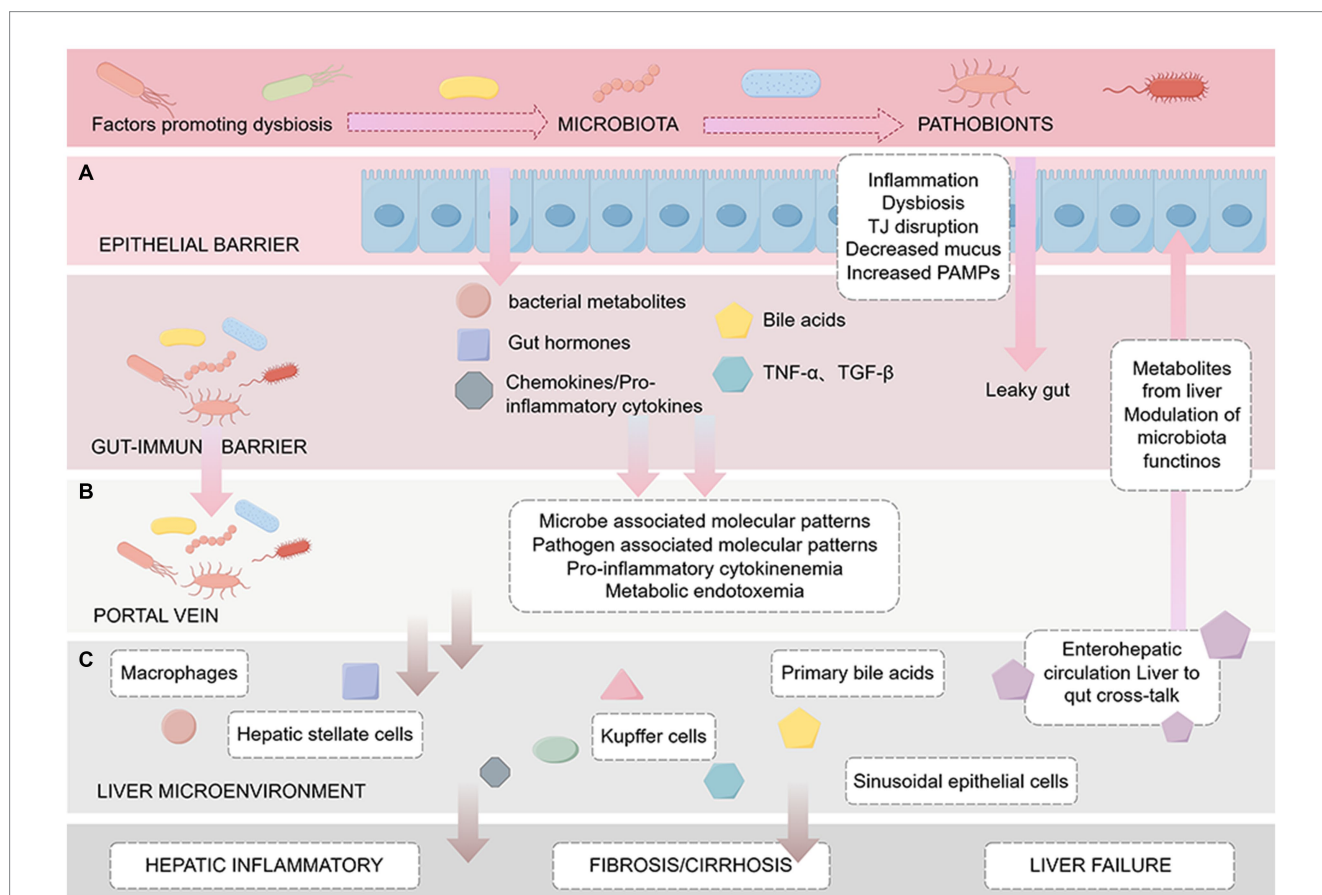 Factors promoting dysbiosis
MICROBIOTA
PATHOBIONTS
A
EPITHELIAL BARRIER
Inflammation
Dysbiosis
TJ disruption
Decreased mucus
Increased PAMPs
bacterial metabolites
Gut hormones
Chemokines/Pro-
inflammatory cytokines
Bile acids
TNF-α、TGF-β
Leaky gut
Metabolites
from liver
Modulation of
microbiota
functinos
GUT-IMMUN BARRIER
B
Microbe associated molecular patterns
Pathogen associated molecular patterns
Pro-inflammatory cytokinenemia
Metabolic endotoxemia
PORTAL VEIN
C
Macrophages
Hepatic stellate cells
Kupffer cells
Primary bile acids
Enterohepatic
circulation Liver to
qut cross-talk
Sinusoidal epithelial cells
LIVER MICROENVIRONMENT
HEPATIC INFLAMMATORY
FIBROSIS/CIRRHOSIS
LIVER FAILURE